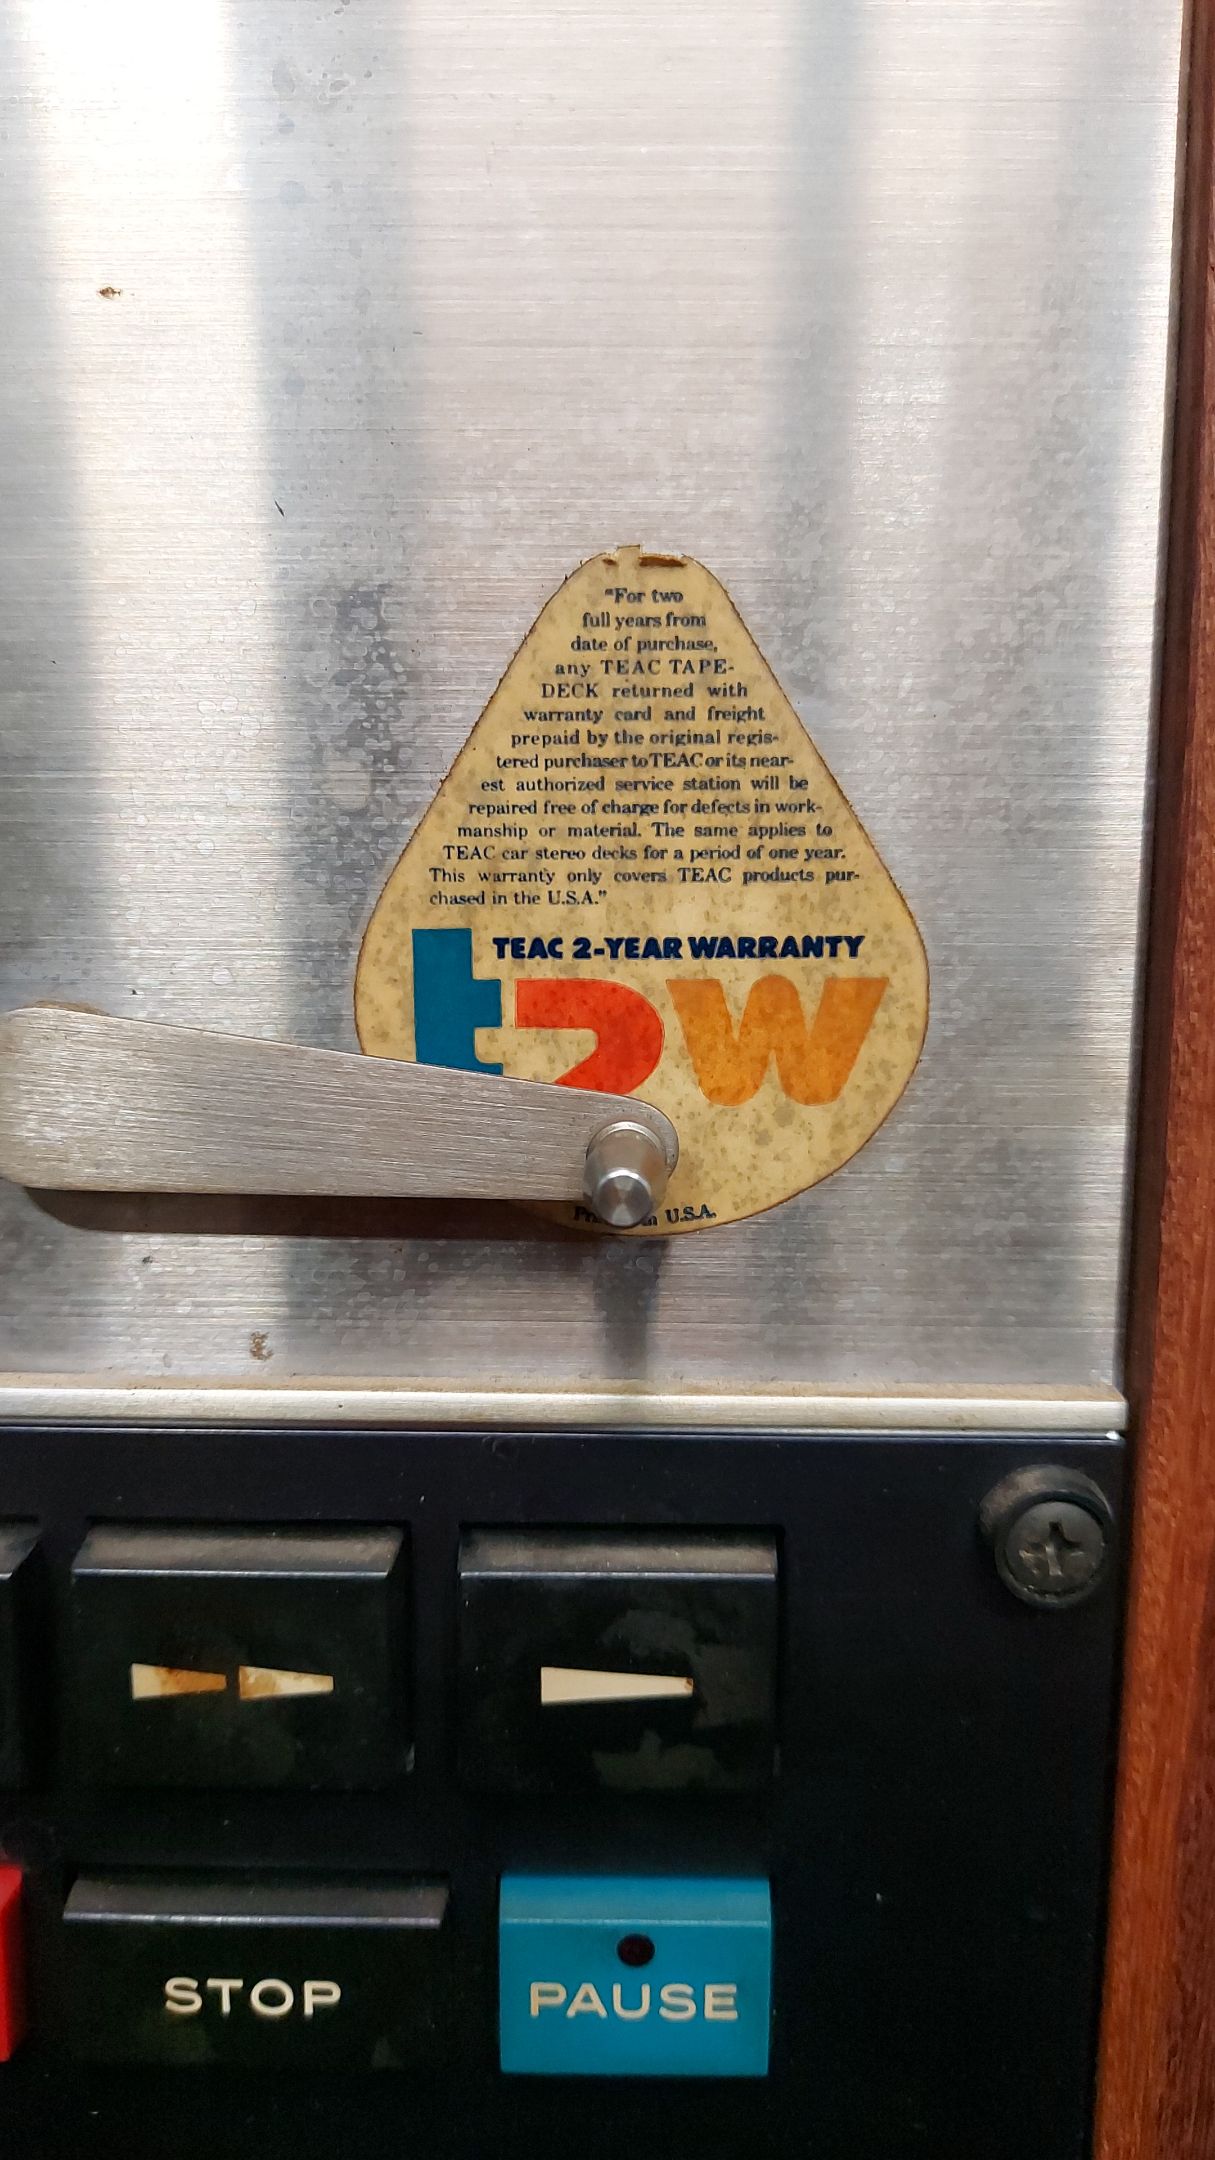 "For two
full years from
date of purchase,
any TEAC TAPE-
DECK returned with
warranty card and freight
prepaid by the original regis-
tered purchaser to TEAC or its near-
est authorized service station will be
repaired free of charge for defects in work-
manship or material. The same applies to
TEAC car stereo decks for a period of one year.
This warranty only covers TEAC products pur-
chased in the U.S.A."
TEAC 2-YEAR WARRANTY
t2w
U.S.A.
STOP
PAUSE